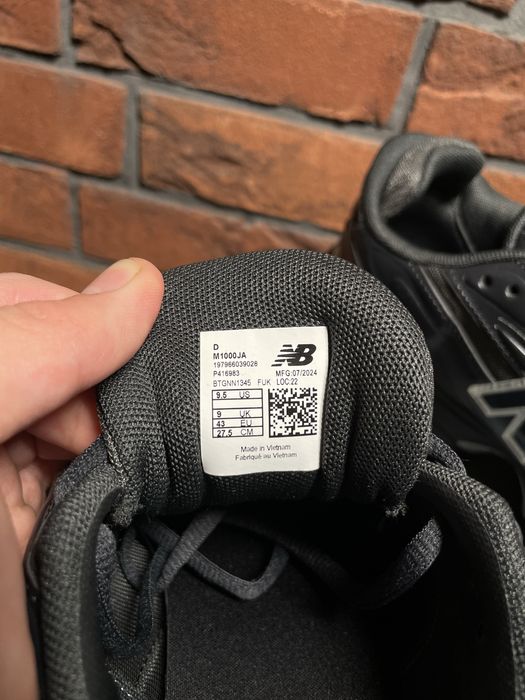 D
M1000JA
197966039028
P416983 MFG:07/2024
BTGNN1345 FUK LOC:22
9.5 US
9 UK
43 EU
27.5 CM
Made in Vietnam
Fabriqué au Vietnam
NB